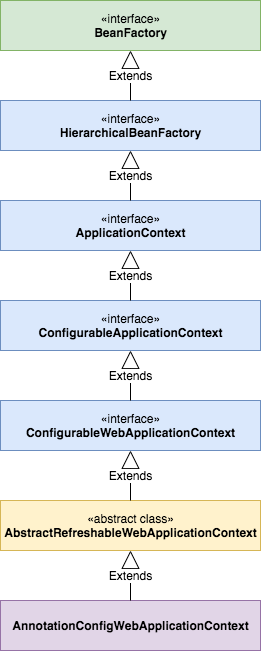 «interface»
BeanFactory
Extends
«interface»
HierarchicalBeanFactory
Extends
«interface»
ApplicationContext
Extends
«interface»
ConfigurableApplicationContext
Extends
«interface»
ConfigurableWebApplicationContext
Extends
«abstract class»
AbstractRefreshableWebApplicationContext
Extends
AnnotationConfigWebApplicationContext